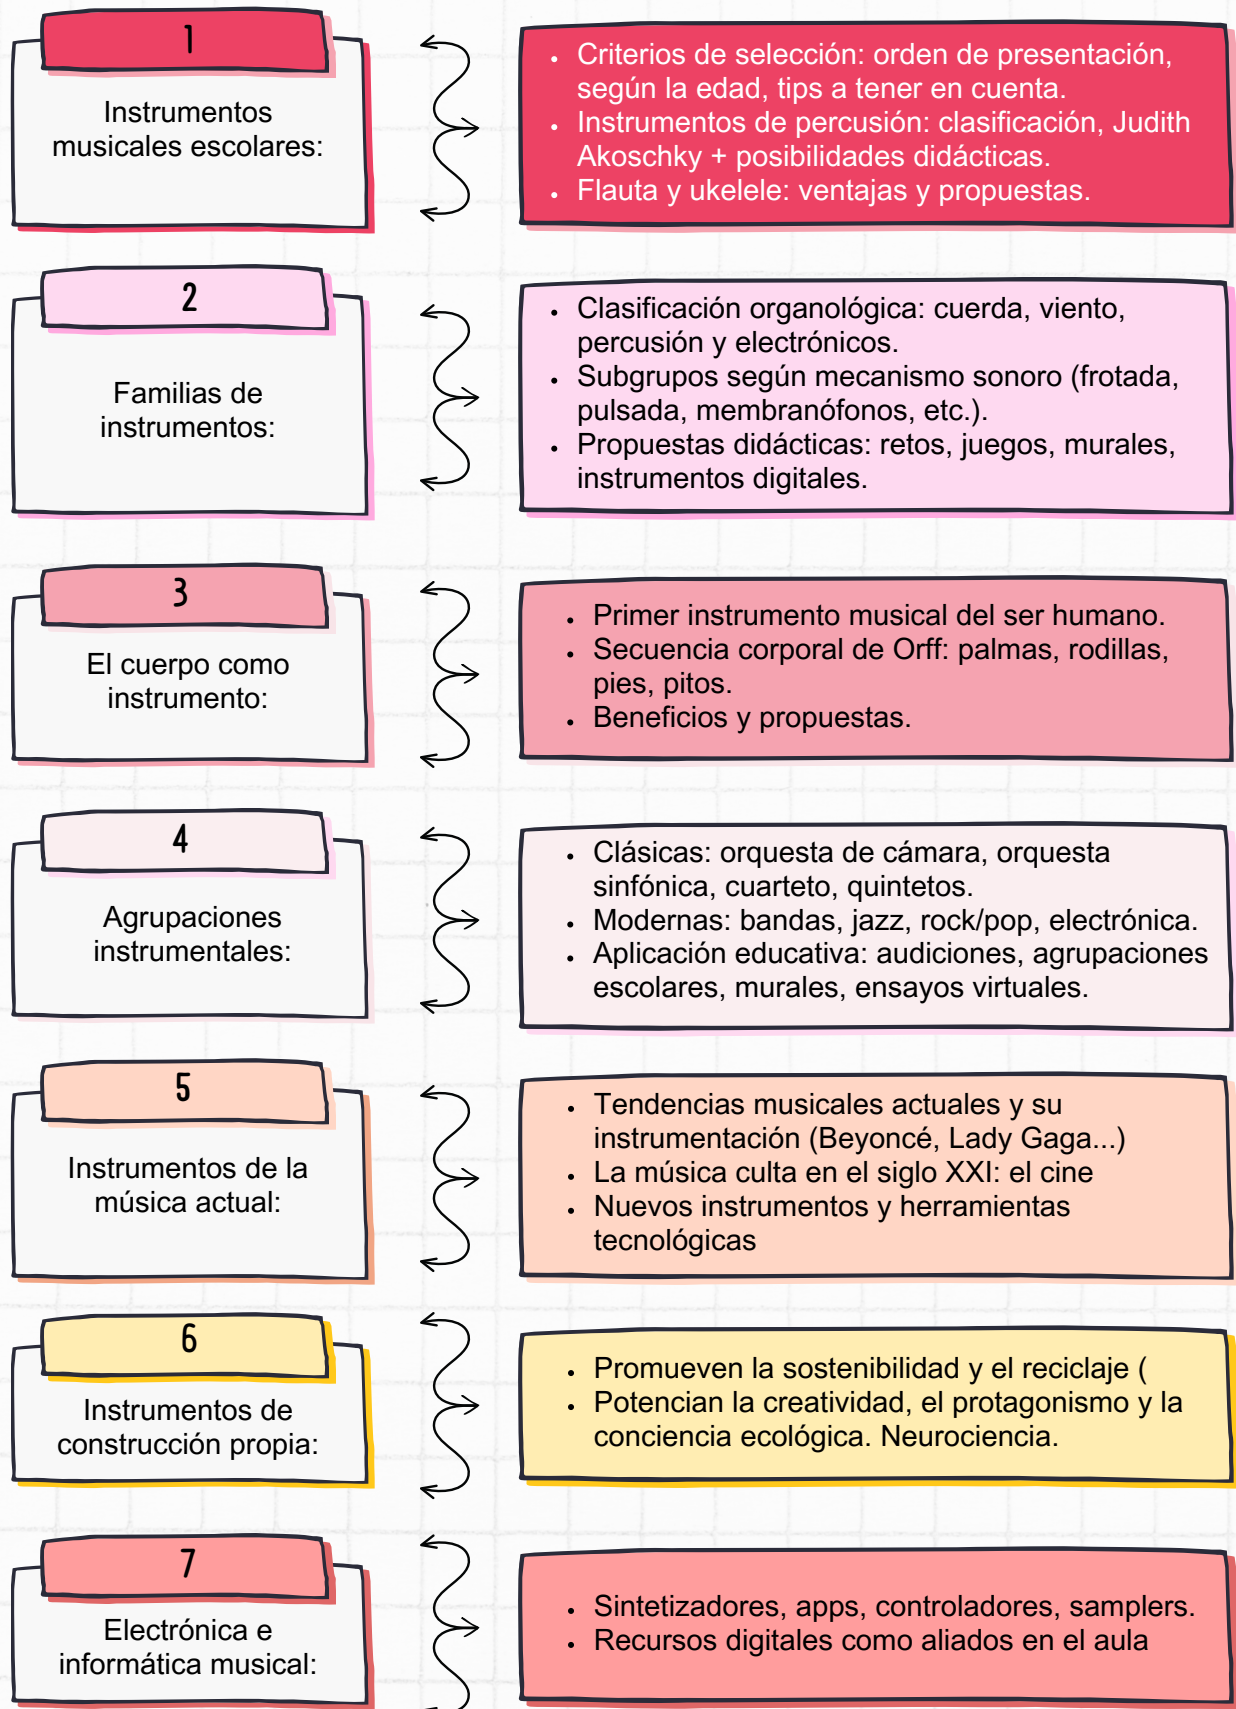 1
Instrumentos
musicales escolares:
• Criterios de selección: orden de presentación,
según la edad, tips a tener en cuenta.
• Instrumentos de percusión: clasificación, Judith
Akoschky + posibilidades didácticas.
• Flauta y ukelele: ventajas y propuestas.
2
Familias de
instrumentos:
• Clasificación organológica: cuerda, viento,
percusión y electrónicos.
• Subgrupos según mecanismo sonoro (frotada,
pulsada, membranófonos, etc.).
• Propuestas didácticas: retos, juegos, murales,
instrumentos digitales.
3
El cuerpo como
instrumento:
• Primer instrumento musical del ser humano.
• Secuencia corporal de Orff: palmas, rodillas,
pies, pitos.
• Beneficios y propuestas.
4
Agrupaciones
instrumentales:
• Clásicas: orquesta de cámara, orquesta
sinfónica, cuarteto, quintetos.
• Modernas: bandas, jazz, rock/pop, electrónica.
• Aplicación educativa: audiciones, agrupaciones
escolares, murales, ensayos virtuales.
5
Instrumentos de la
música actual:
• Tendencias musicales actuales y su
instrumentación (Beyoncé, Lady Gaga...)
• La música culta en el siglo XXI: el cine
• Nuevos instrumentos y herramientas
tecnológicas
6
Instrumentos de
construcción propia:
• Promueven la sostenibilidad y el reciclaje (
• Potencian la creatividad, el protagonismo y la
conciencia ecológica. Neurociencia.
7
Electrónica e
informática musical:
• Sintetizadores, apps, controladores, samplers.
• Recursos digitales como aliados en el aula